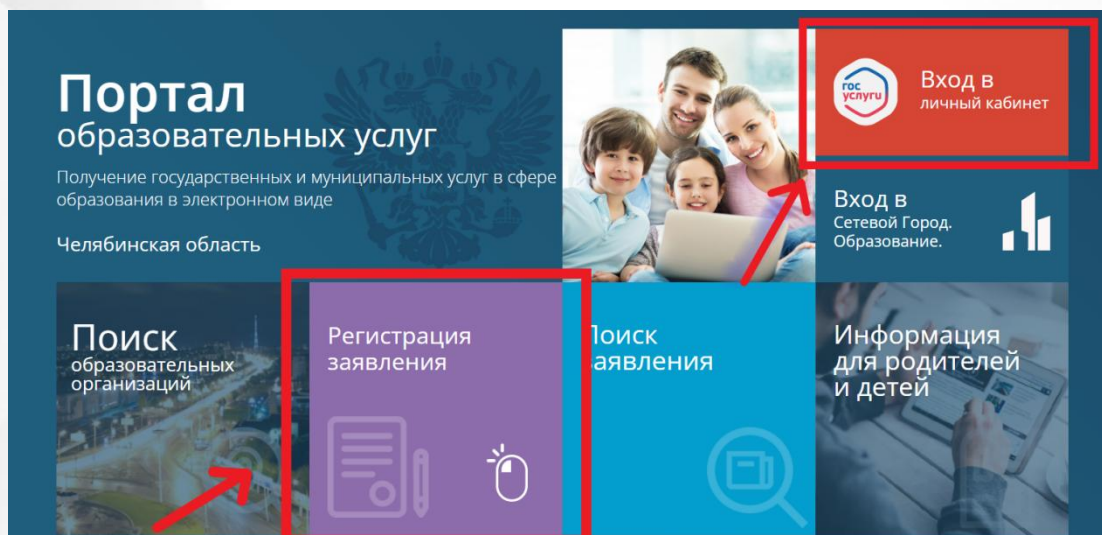 Портал
образовательных услуг
Получение государственных и муниципальных услуг в сфере
образования в электронном виде
Челябинская область
гос
услуги
Вход в
личный кабинет
Вход в
Сетевой Город.
Образование.
Поиск
образовательных
организаций
Регистрация
заявления
Поиск
заявления
Информация
для родителей
и детей